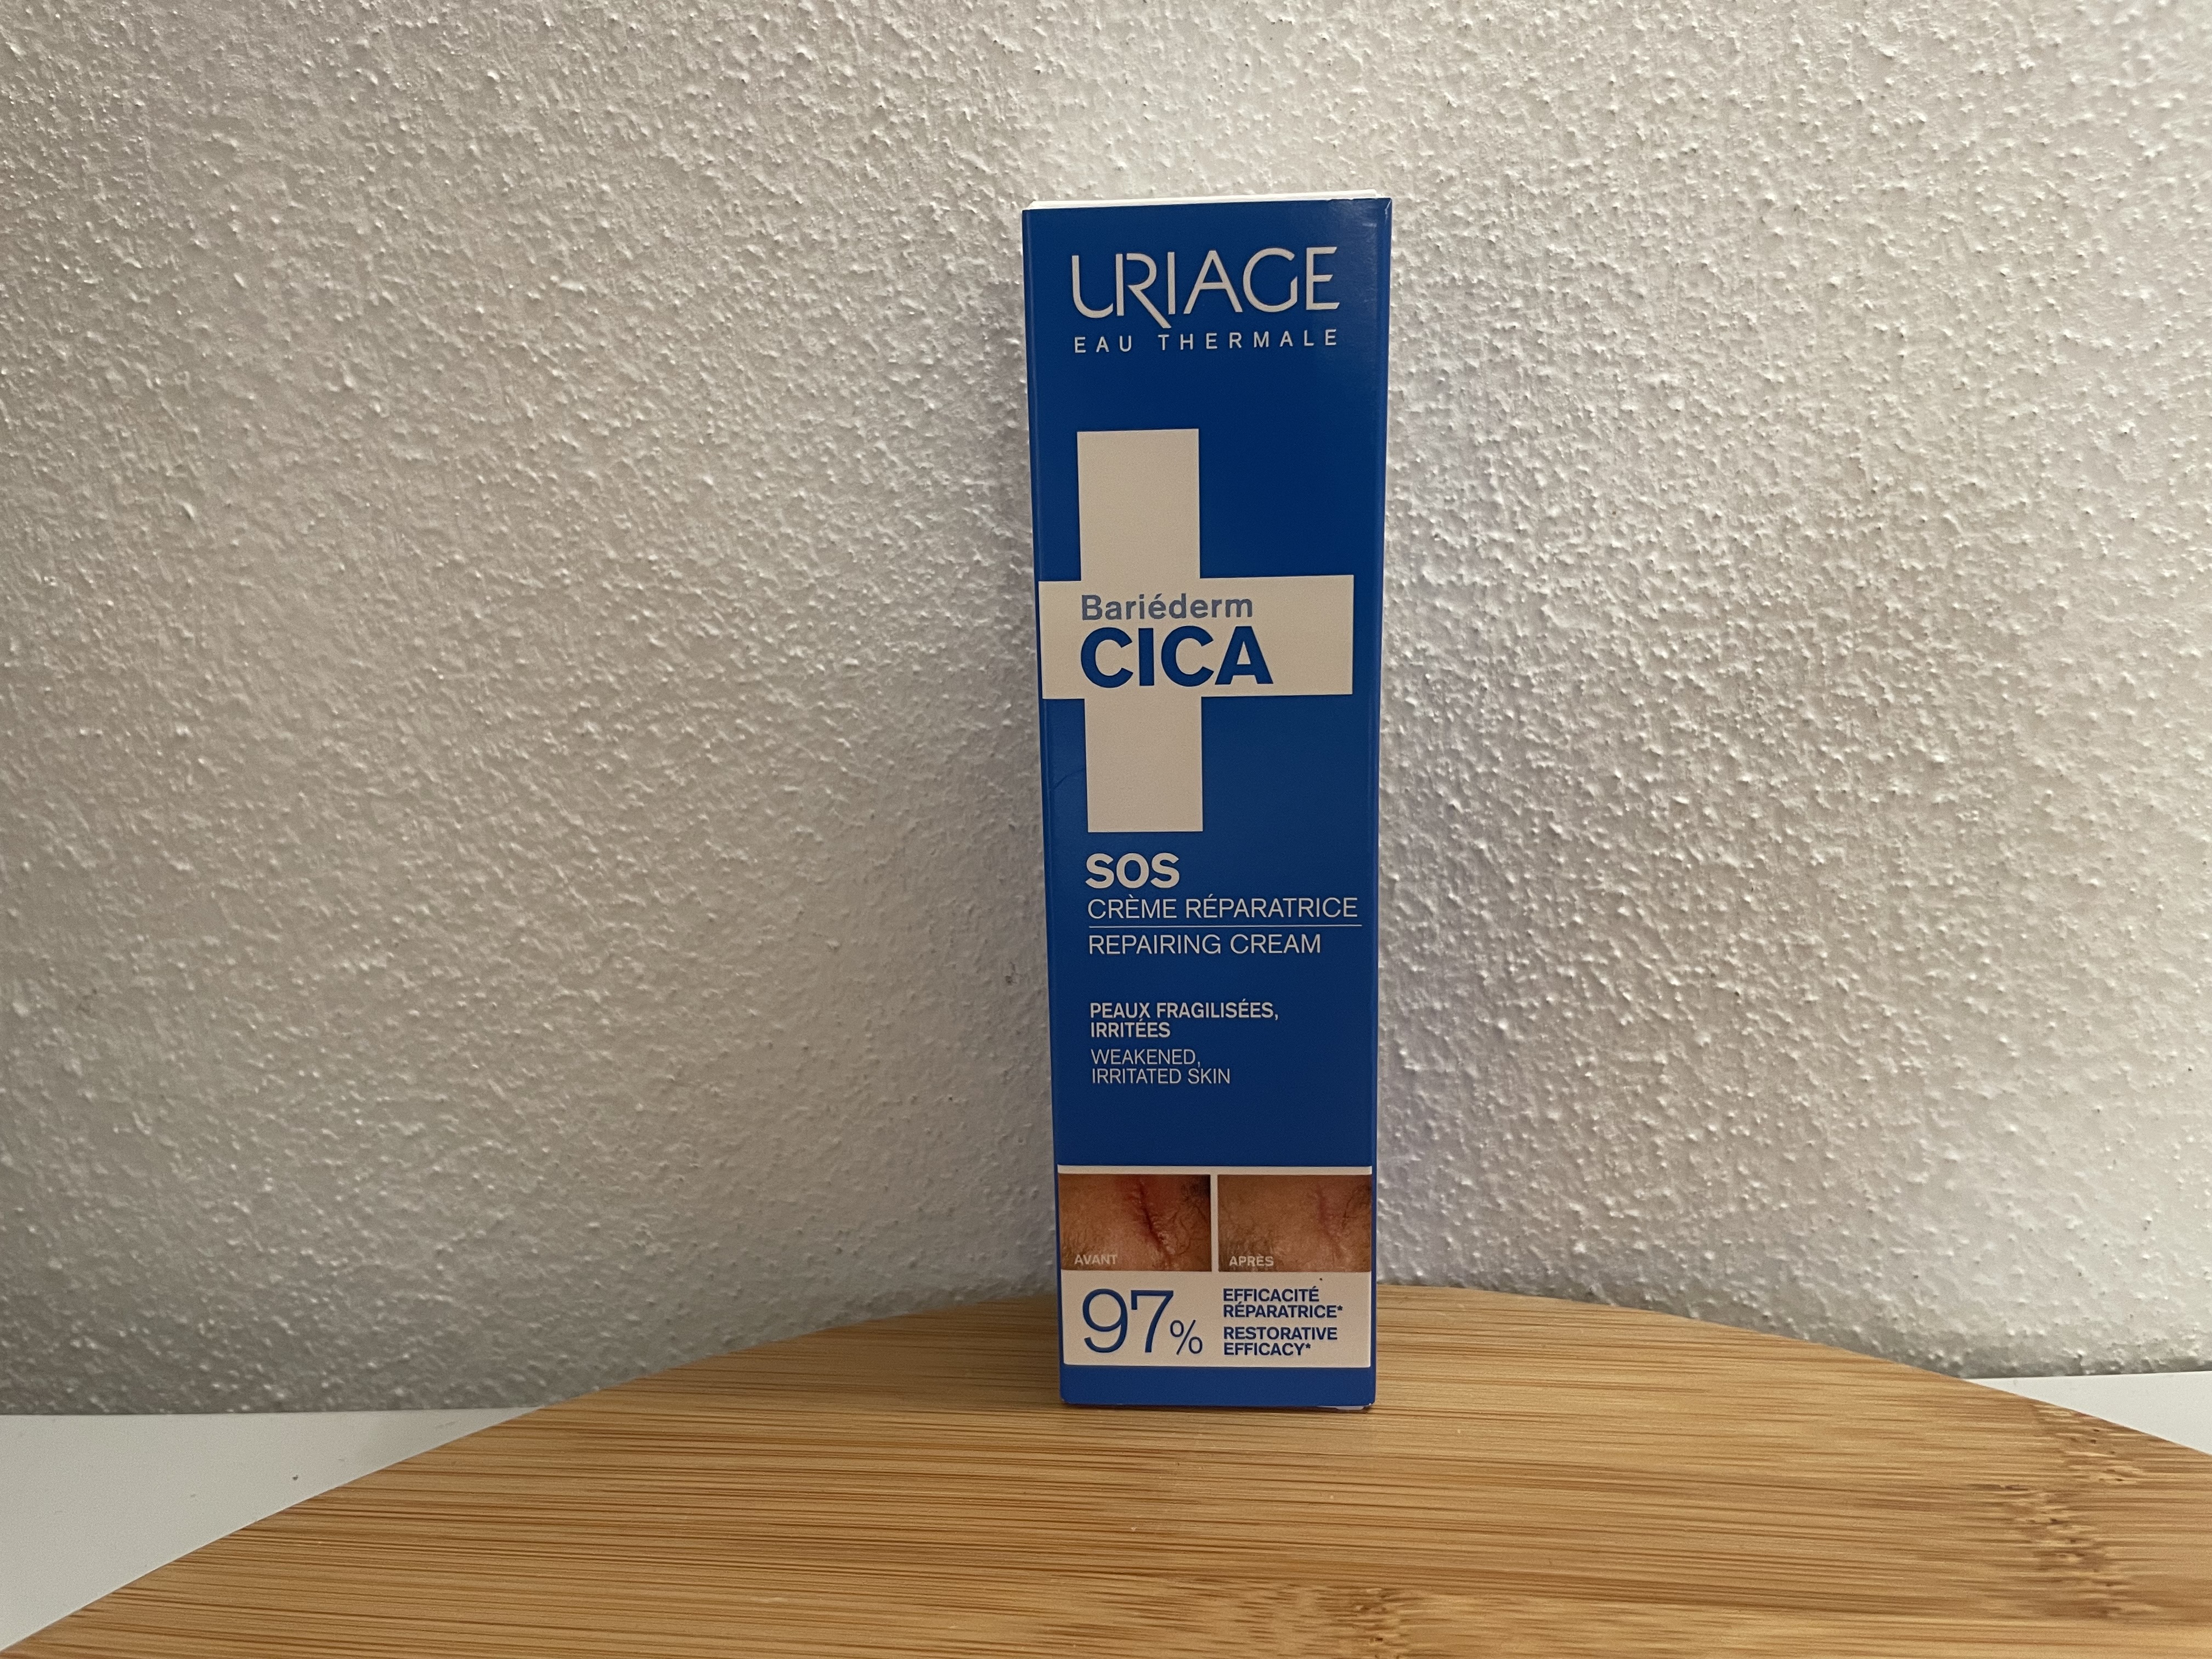 URIAGE
EAU THERMALE
Bariéderm
CICA
SOS
CRÈME RÉPARATRICE
REPAIRING CREAM
PEAUX FRAGILISÉES,
IRRITÉES
WEAKENED,
IRRITATED SKIN
AVANT
APRÈS
97%
EFFICACITÉ
RÉPARATRICE*
RESTORATIVE
EFFICACY*